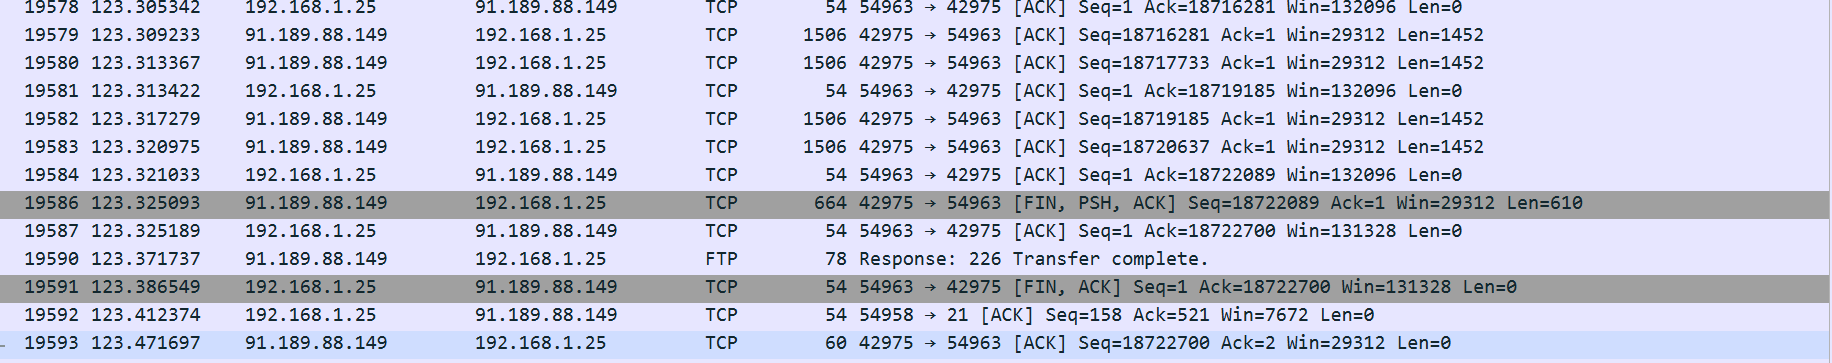 19578 123.305342 192.168.1.25 91.189.88.149 TCP 54 54963 → 42975 [ACK] Seq=1 Ack=18716281 Win=132096 Len=0
19579 123.309233 91.189.88.149 192.168.1.25 TCP 1506 42975 → 54963 [ACK] Seq=18716281 Ack=1 Win=29312 Len=1452
19580 123.313367 91.189.88.149 192.168.1.25 TCP 1506 42975 → 54963 [ACK] Seq=18717733 Ack=1 Win=29312 Len=1452
19581 123.313422 192.168.1.25 91.189.88.149 TCP 54 54963 → 42975 [ACK] Seq=1 Ack=18719185 Win=132096 Len=0
19582 123.317279 91.189.88.149 192.168.1.25 TCP 1506 42975 → 54963 [ACK] Seq=18719185 Ack=1 Win=29312 Len=1452
19583 123.320975 91.189.88.149 192.168.1.25 TCP 1506 42975 → 54963 [ACK] Seq=18720637 Ack=1 Win=29312 Len=1452
19584 123.321033 192.168.1.25 91.189.88.149 TCP 54 54963 → 42975 [ACK] Seq=1 Ack=18722089 Win=132096 Len=0
19586 123.325093 91.189.88.149 192.168.1.25 TCP 664 42975 → 54963 [FIN, PSH, ACK] Seq=18722089 Ack=1 Win=29312 Len=610
19587 123.325189 192.168.1.25 91.189.88.149 TCP 54 54963 → 42975 [ACK] Seq=1 Ack=18722700 Win=131328 Len=0
19590 123.371737 91.189.88.149 192.168.1.25 FTP 78 Response: 226 Transfer complete.
19591 123.386549 192.168.1.25 91.189.88.149 TCP 54 54963 → 42975 [FIN, ACK] Seq=1 Ack=18722700 Win=131328 Len=0
19592 123.412374 192.168.1.25 91.189.88.149 TCP 54 54958 → 21 [ACK] Seq=158 Ack=521 Win=7672 Len=0
19593 123.471697 91.189.88.149 192.168.1.25 TCP 60 42975 → 54963 [ACK] Seq=18722700 Ack=2 Win=29312 Len=0